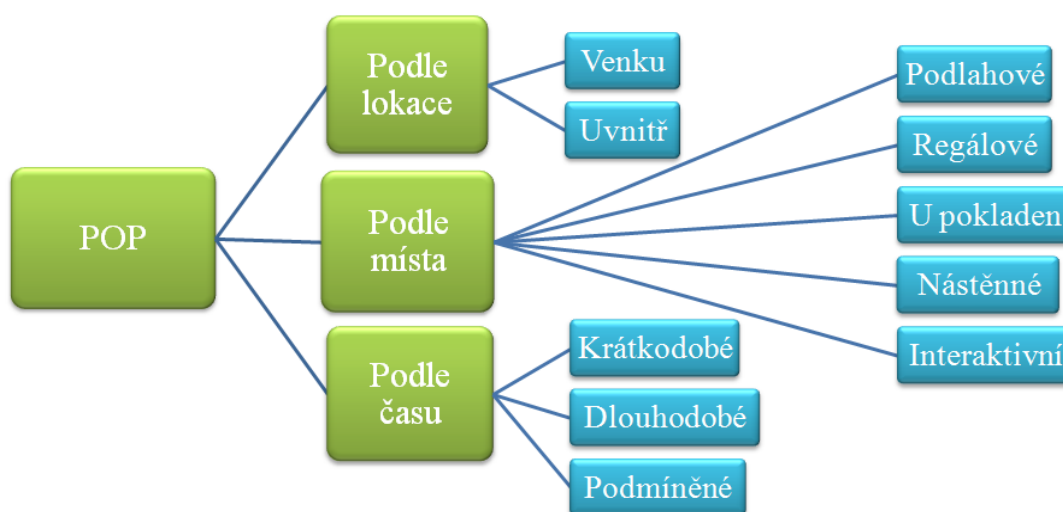 POP
Podle
lokace
Venku
Uvnitř
Podle
místa
Podlahové
Regálové
U pokladen
Nástěnné
Interaktivní
Podle
času
Krátkodobé
Dlouhodobé
Podmíněné